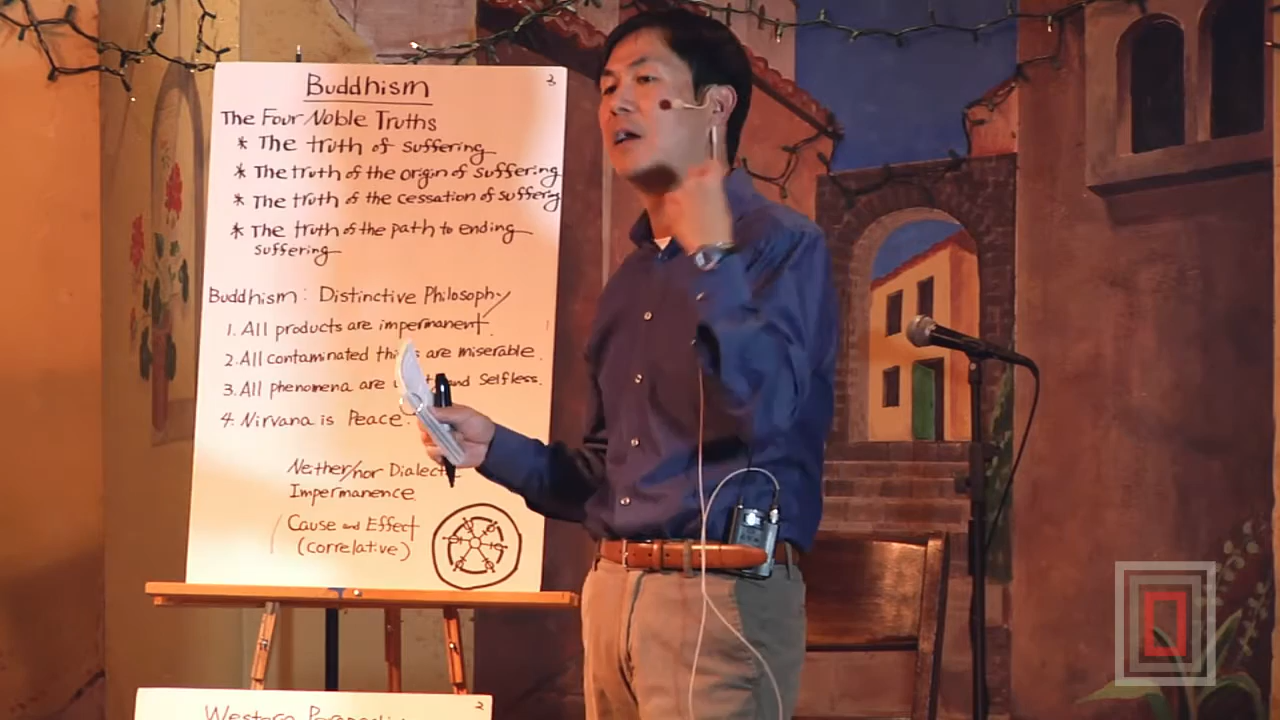 Buddhism
3
The Four Noble Truths
* The truth of suffering
* The truth of the origin of suffering
* The truth of the cessation of suffering
* The truth of the path to ending
suffering
Buddhism: Distinctive Philosophy
1. All products are impermanent.
2. All contaminated are miserable.
3. All phenomena are and Selfless.
4. Nirvana is Peace.
Neither/nor
Impermanence
Cause and Effect
(correlative)
2
Western